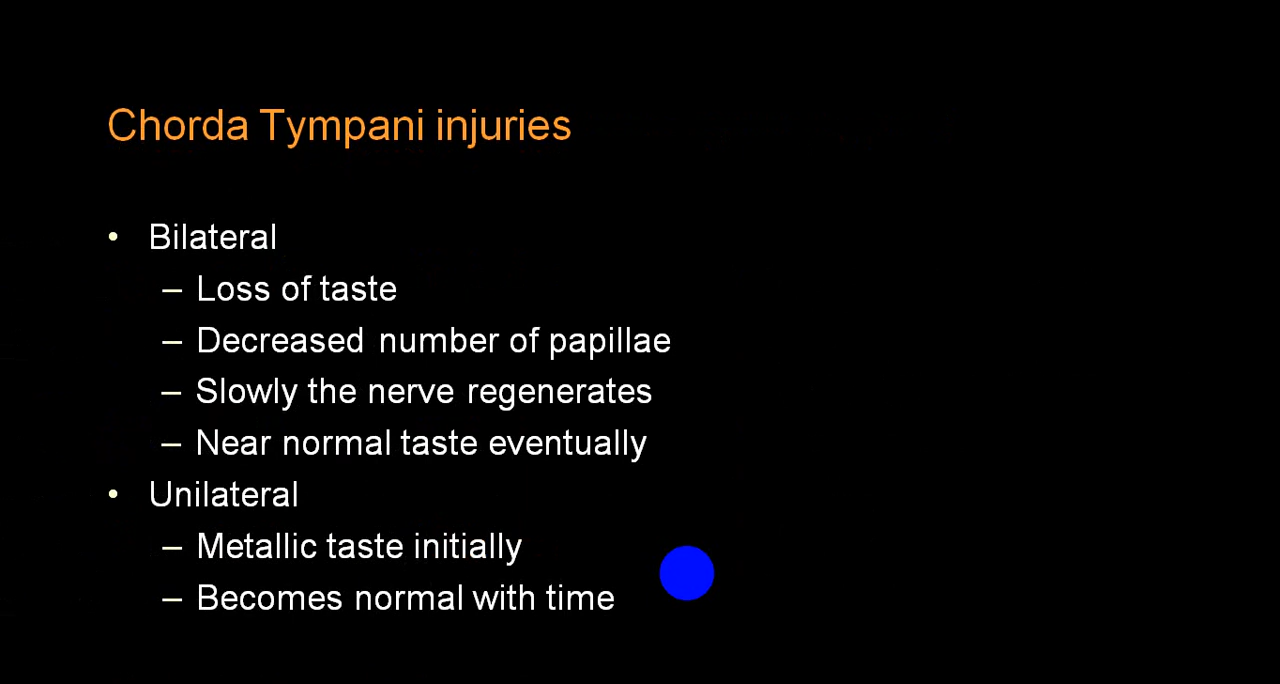 Chorda Tympani injuries
• Bilateral
– Loss of taste
– Decreased number of papillae
– Slowly the nerve regenerates
– Near normal taste eventually
• Unilateral
– Metallic taste initially
– Becomes normal with time